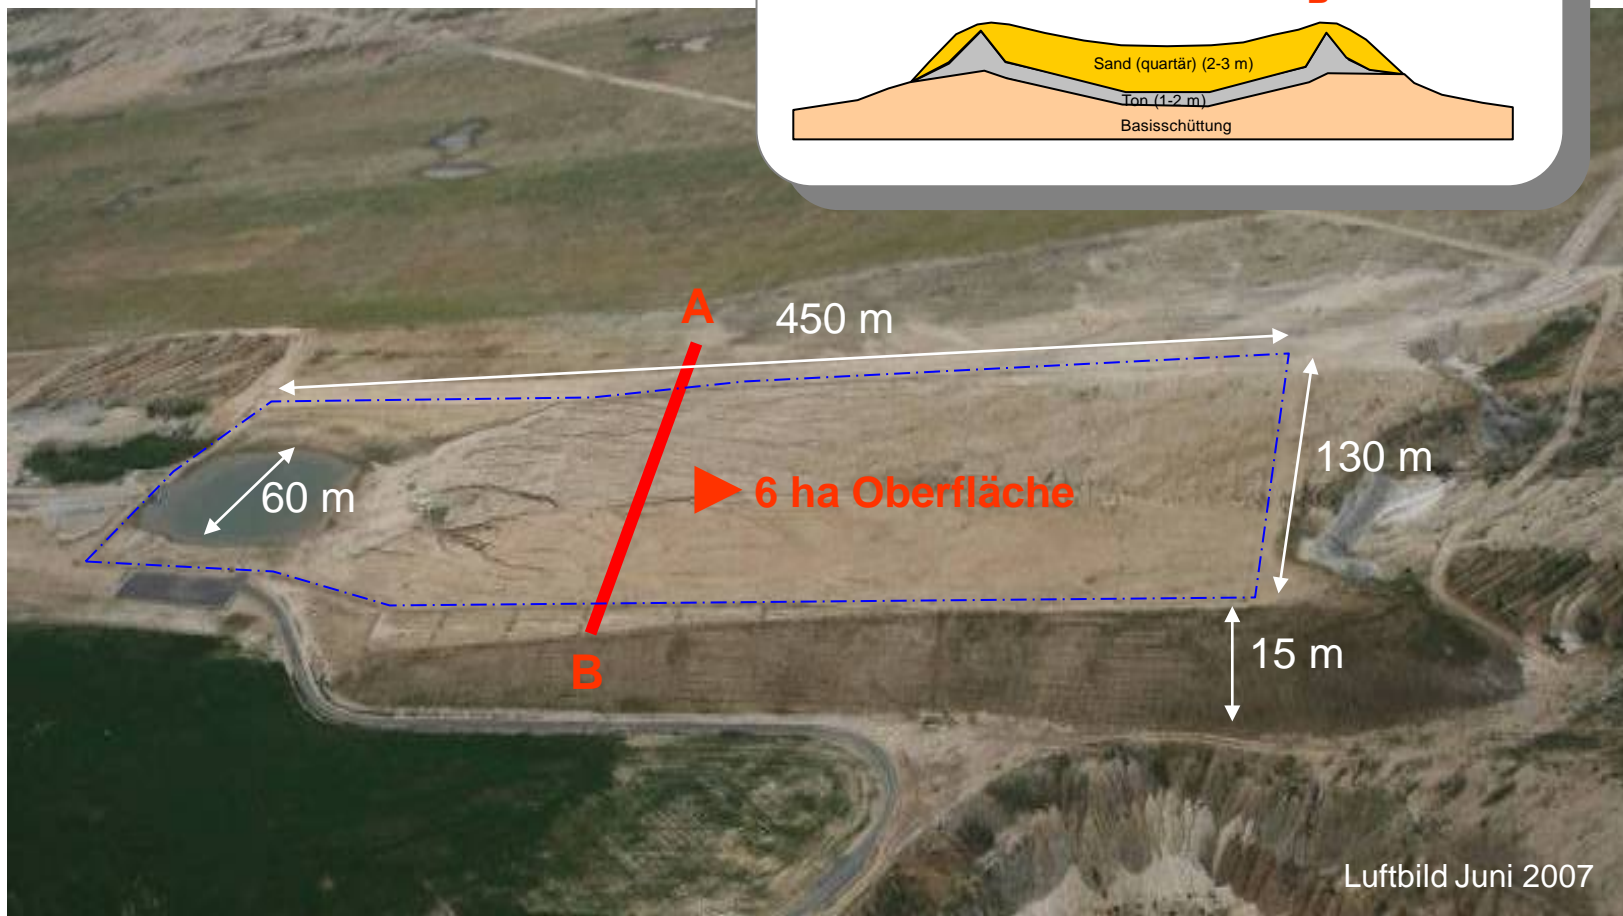 Sand (quartär) (2-3 m)
Ton (1-2 m)
Basisschüttung
A
450 m
130 m
60 m
6 ha Oberfläche
15 m
B
Luftbild Juni 2007